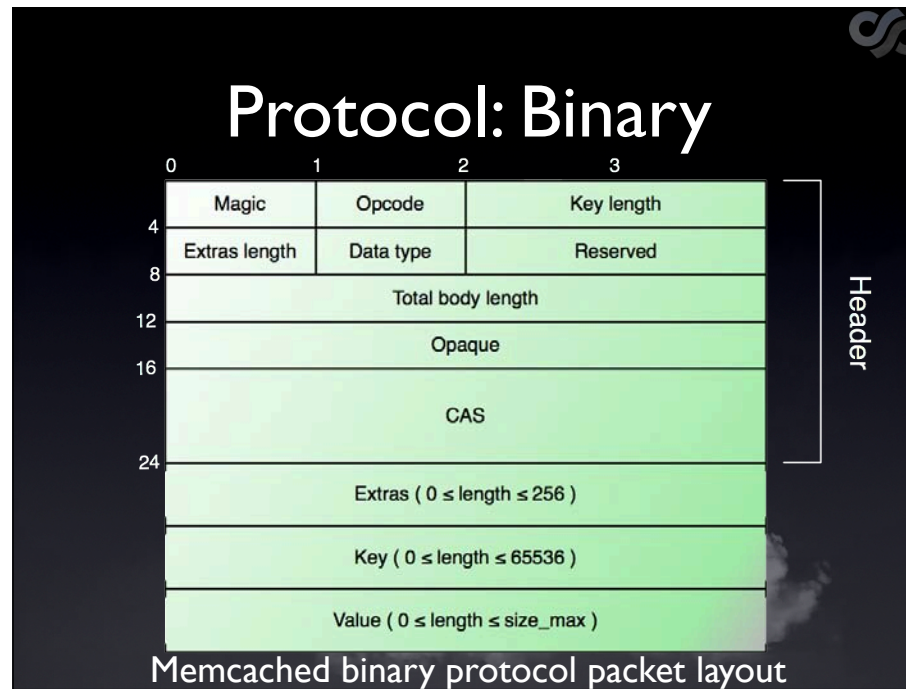 Protocol: Binary
0 1 2 3
Magic Opcode Key length
4
Extras length Data type Reserved
8
Total body length
12
Opaque
16
CAS
24
Header
Extras ( 0 ≤ length ≤ 256 )
Key ( 0 ≤ length ≤ 65536 )
Value ( 0 ≤ length ≤ size_max )
Memcached binary protocol packet layout